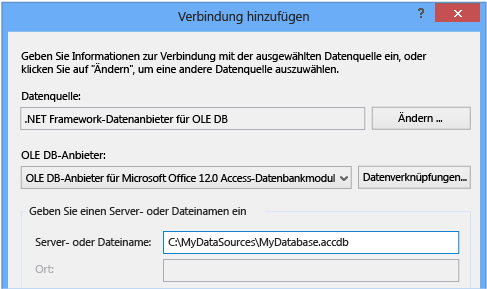 Verbindung hinzufügen
?
Geben Sie Informationen zur Verbindung mit der ausgewählten Datenquelle ein, oder
klicken Sie auf "Ändern", um eine andere Datenquelle auszuwählen.
Datenquelle:
.NET Framework-Datenanbieter für OLE DB
Ändern ...
OLE DB-Anbieter:
OLE DB-Anbieter für Microsoft Office 12.0 Access-Datenbankmodul
Datenverknüpfungen...
Geben Sie einen Server- oder Dateinamen ein
Server- oder Dateiname:
C:\MyDataSources\MyDatabase.accdb
Ort: